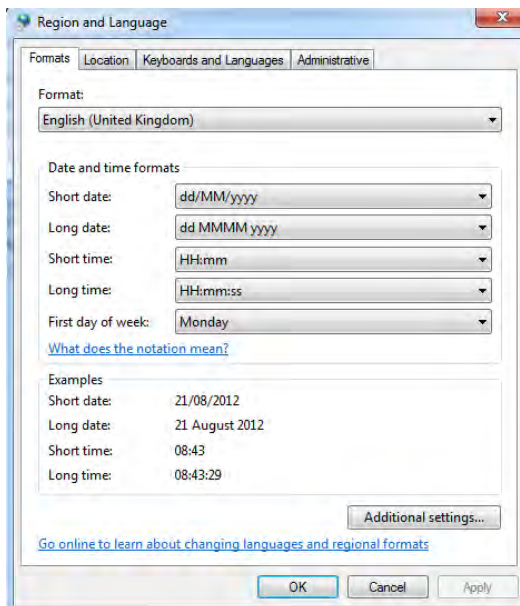 Region and Language
Formats Location Keyboards and Languages Administrative
Format:
English (United Kingdom)
Date and time formats
Short date: dd/MM/yyyy
Long date: dd MMMM yyyy
Short time: HH:mm
Long time: HH:mm:ss
First day of week: Monday
What does the notation mean?
Examples
Short date: 21/08/2012
Long date: 21 August 2012
Short time: 08:43
Long time: 08:43:29
Additional settings...
Go online to learn about changing languages and regional formats
OK Cancel Apply